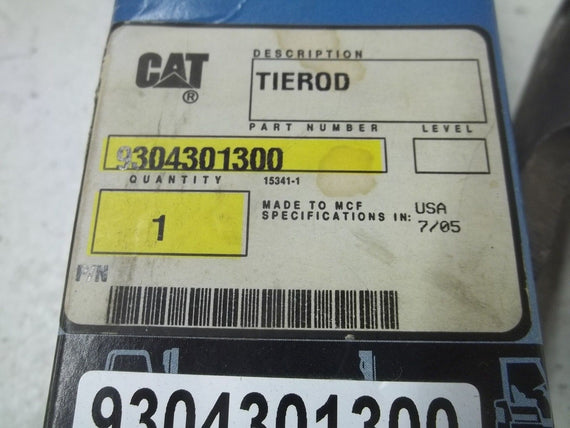 CAT®
DESCRIPTION
TIEROD
PART NUMBER LEVEL
9304301300
QUANTITY 15341-1
1
MADE TO MCF
SPECIFICATIONS IN: USA
7/05
P/N
9304301300